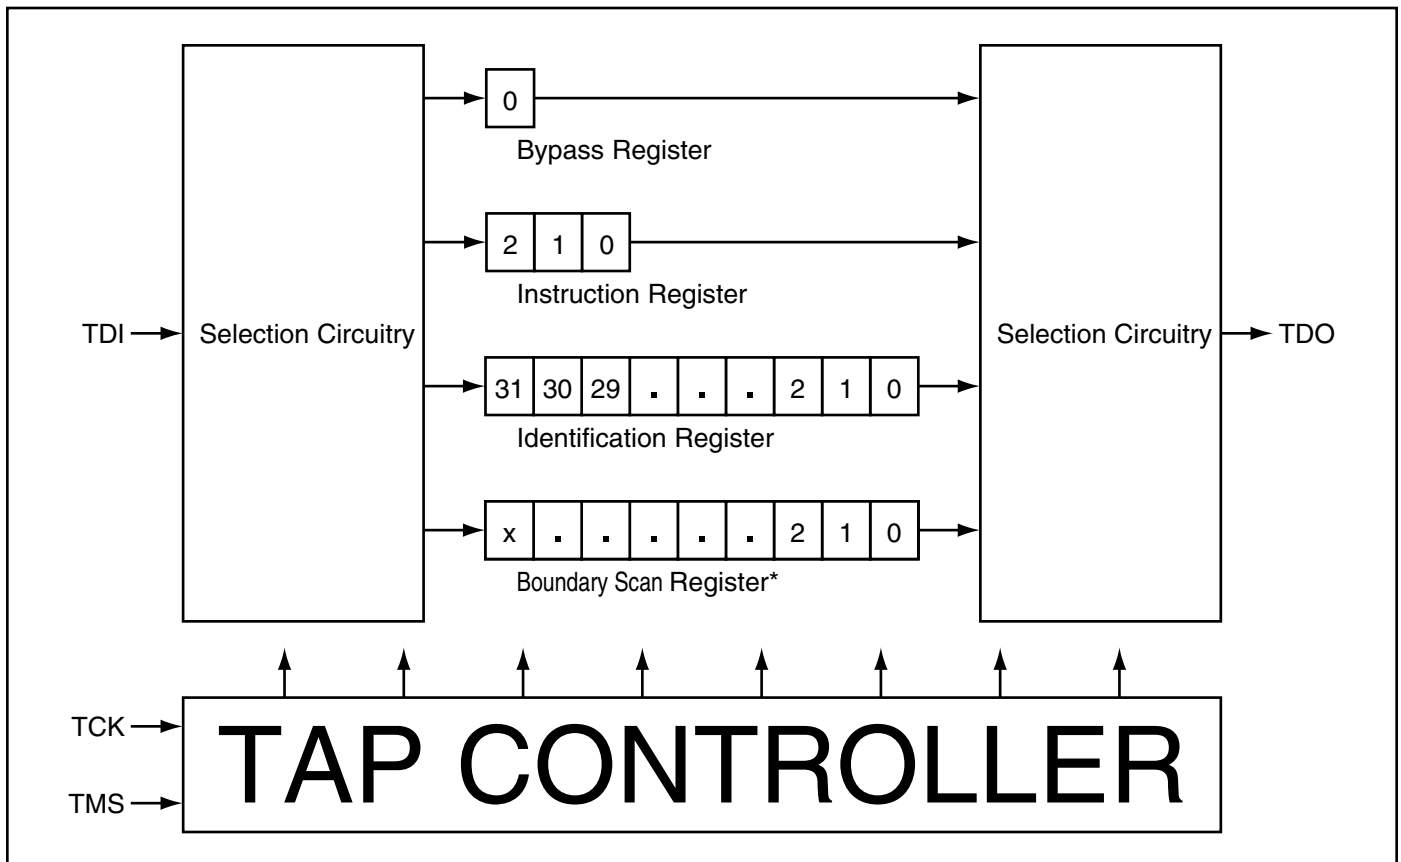 0
Bypass Register
2 1 0
Instruction Register
TDI
Selection Circuitry
Selection Circuitry
TDO
31 30 29 . . . 2 1 0
Identification Register
x . . . . . 2 1 0
Boundary Scan Register*
TCK
TMS
TAP CONTROLLER